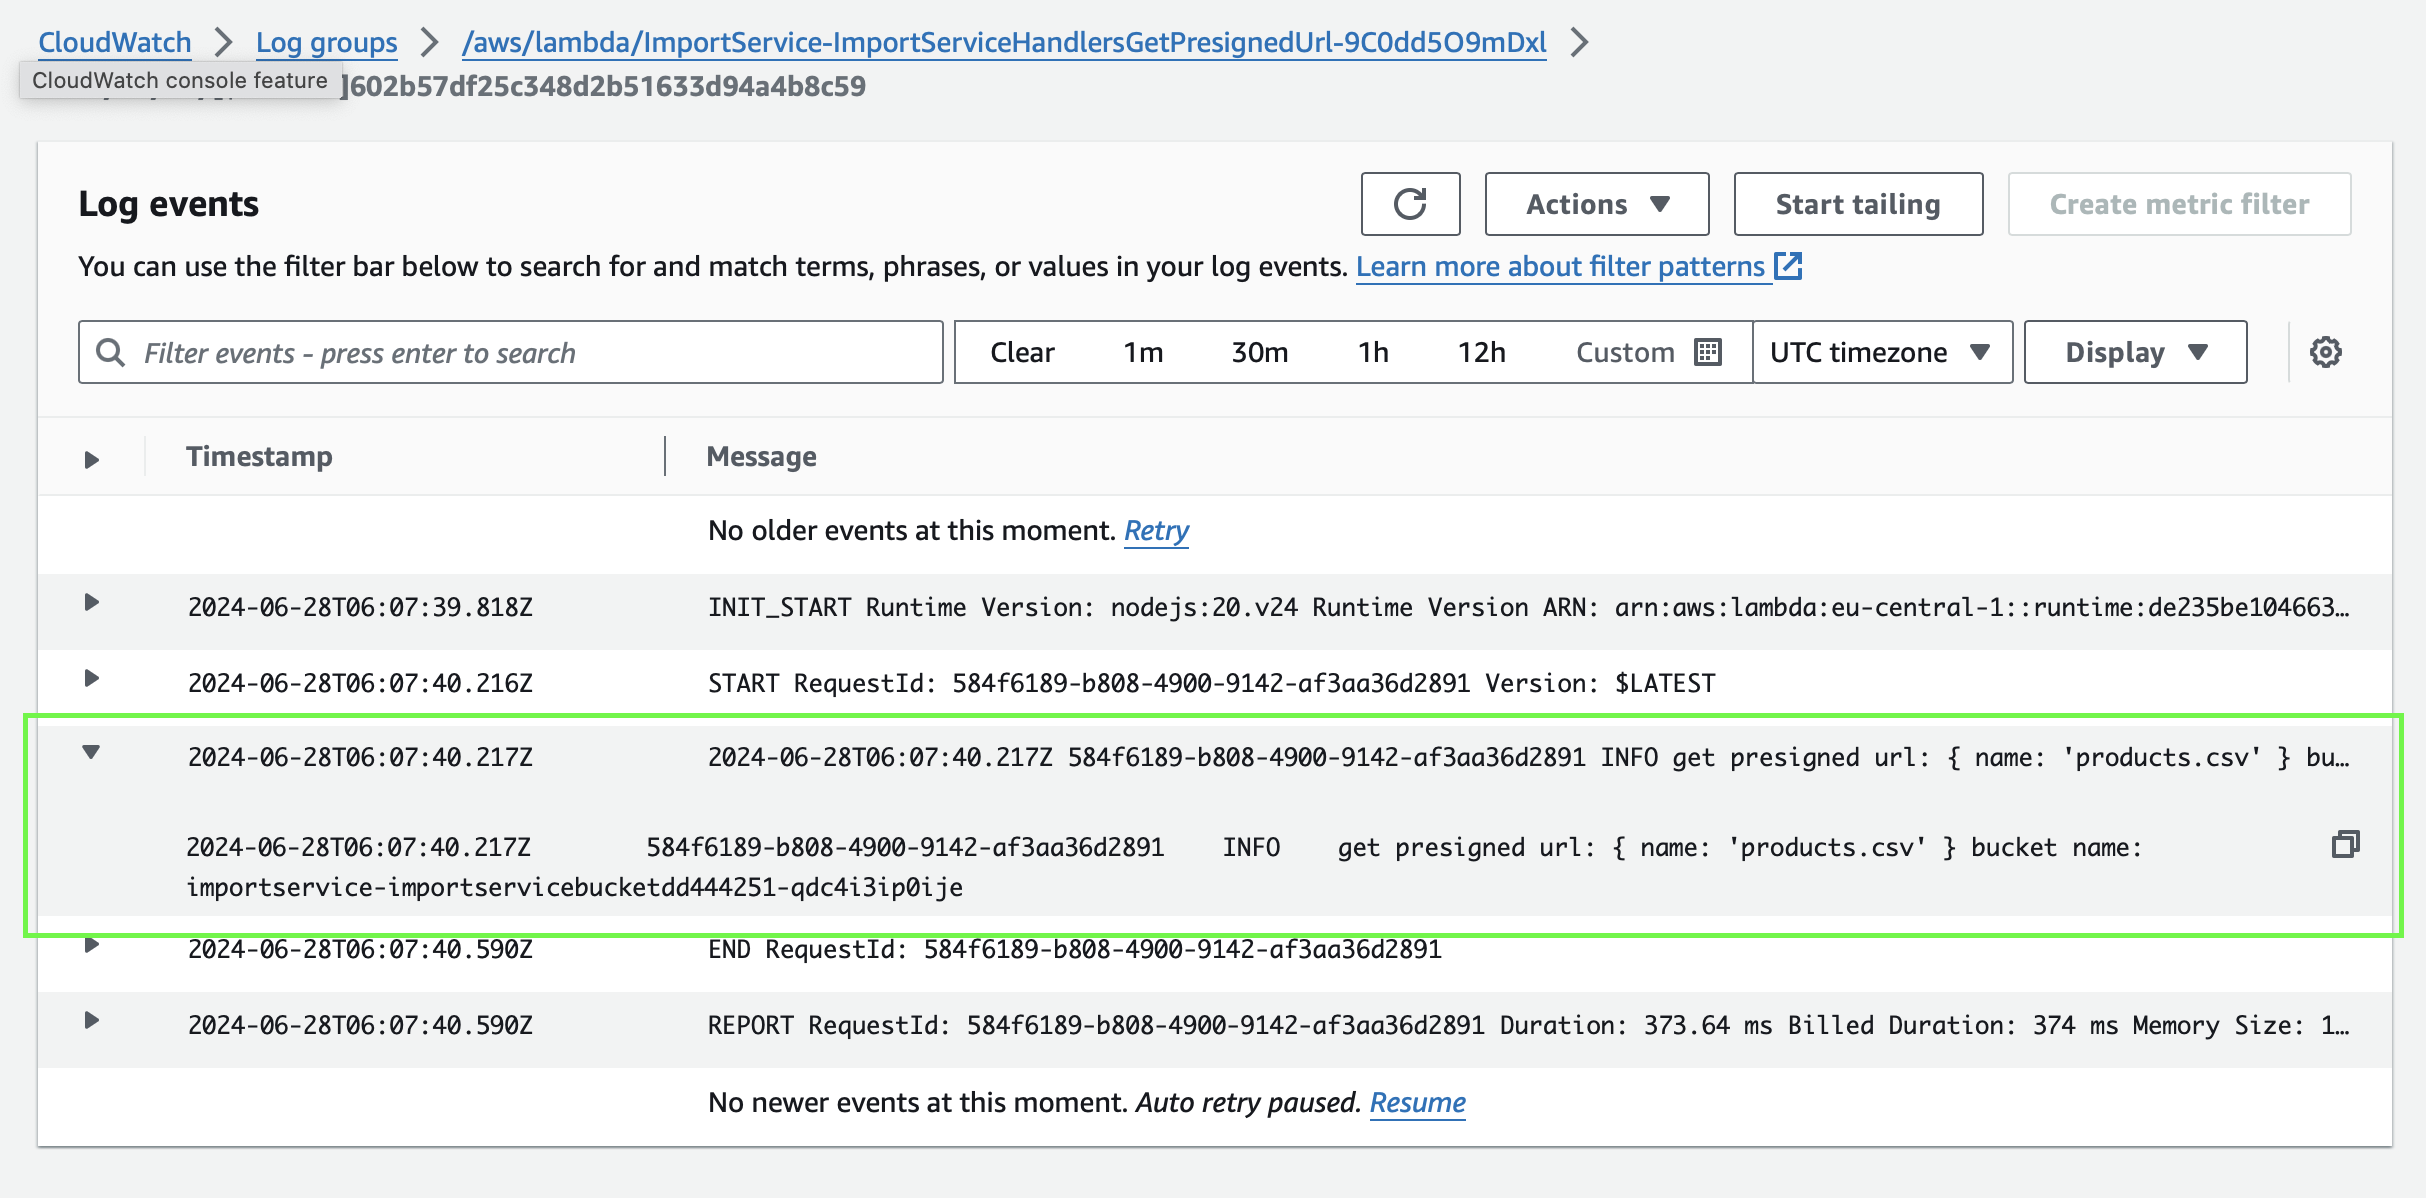 CloudWatch > Log groups > /aws/lambda/ImportService-ImportServiceHandlersGetPresignedUrl-9C0dd5O9mDxl >
CloudWatch console feature ]602b57df25c348d2b51633d94a4b8c59
Log events
Actions
Start tailing
Create metric filter
You can use the filter bar below to search for and match terms, phrases, or values in your log events. Learn more about filter patterns
Filter events - press enter to search
Clear 1m 30m 1h 12h Custom UTC timezone Display
Timestamp Message
No older events at this moment. Retry
2024-06-28T06:07:39.818Z INIT_START Runtime Version: nodejs:20.v24 Runtime Version ARN: arn:aws:lambda:eu-central-1::runtime:de235be104663…
2024-06-28T06:07:40.216Z START RequestId: 584f6189-b808-4900-9142-af3aa36d2891 Version: $LATEST
2024-06-28T06:07:40.217Z 2024-06-28T06:07:40.217Z 584f6189-b808-4900-9142-af3aa36d2891 INFO get presigned url: { name: 'products.csv' } bu…
2024-06-28T06:07:40.217Z 584f6189-b808-4900-9142-af3aa36d2891 INFO get presigned url: { name: 'products.csv' } bucket name:
importservice-importservicebucketdd444251-qdc4i3ip0ije
2024-06-28T06:07:40.590Z END RequestId: 584f6189-b808-4900-9142-af3aa36d2891
2024-06-28T06:07:40.590Z REPORT RequestId: 584f6189-b808-4900-9142-af3aa36d2891 Duration: 373.64 ms Billed Duration: 374 ms Memory Size: 1…
No newer events at this moment. Auto retry paused. Resume